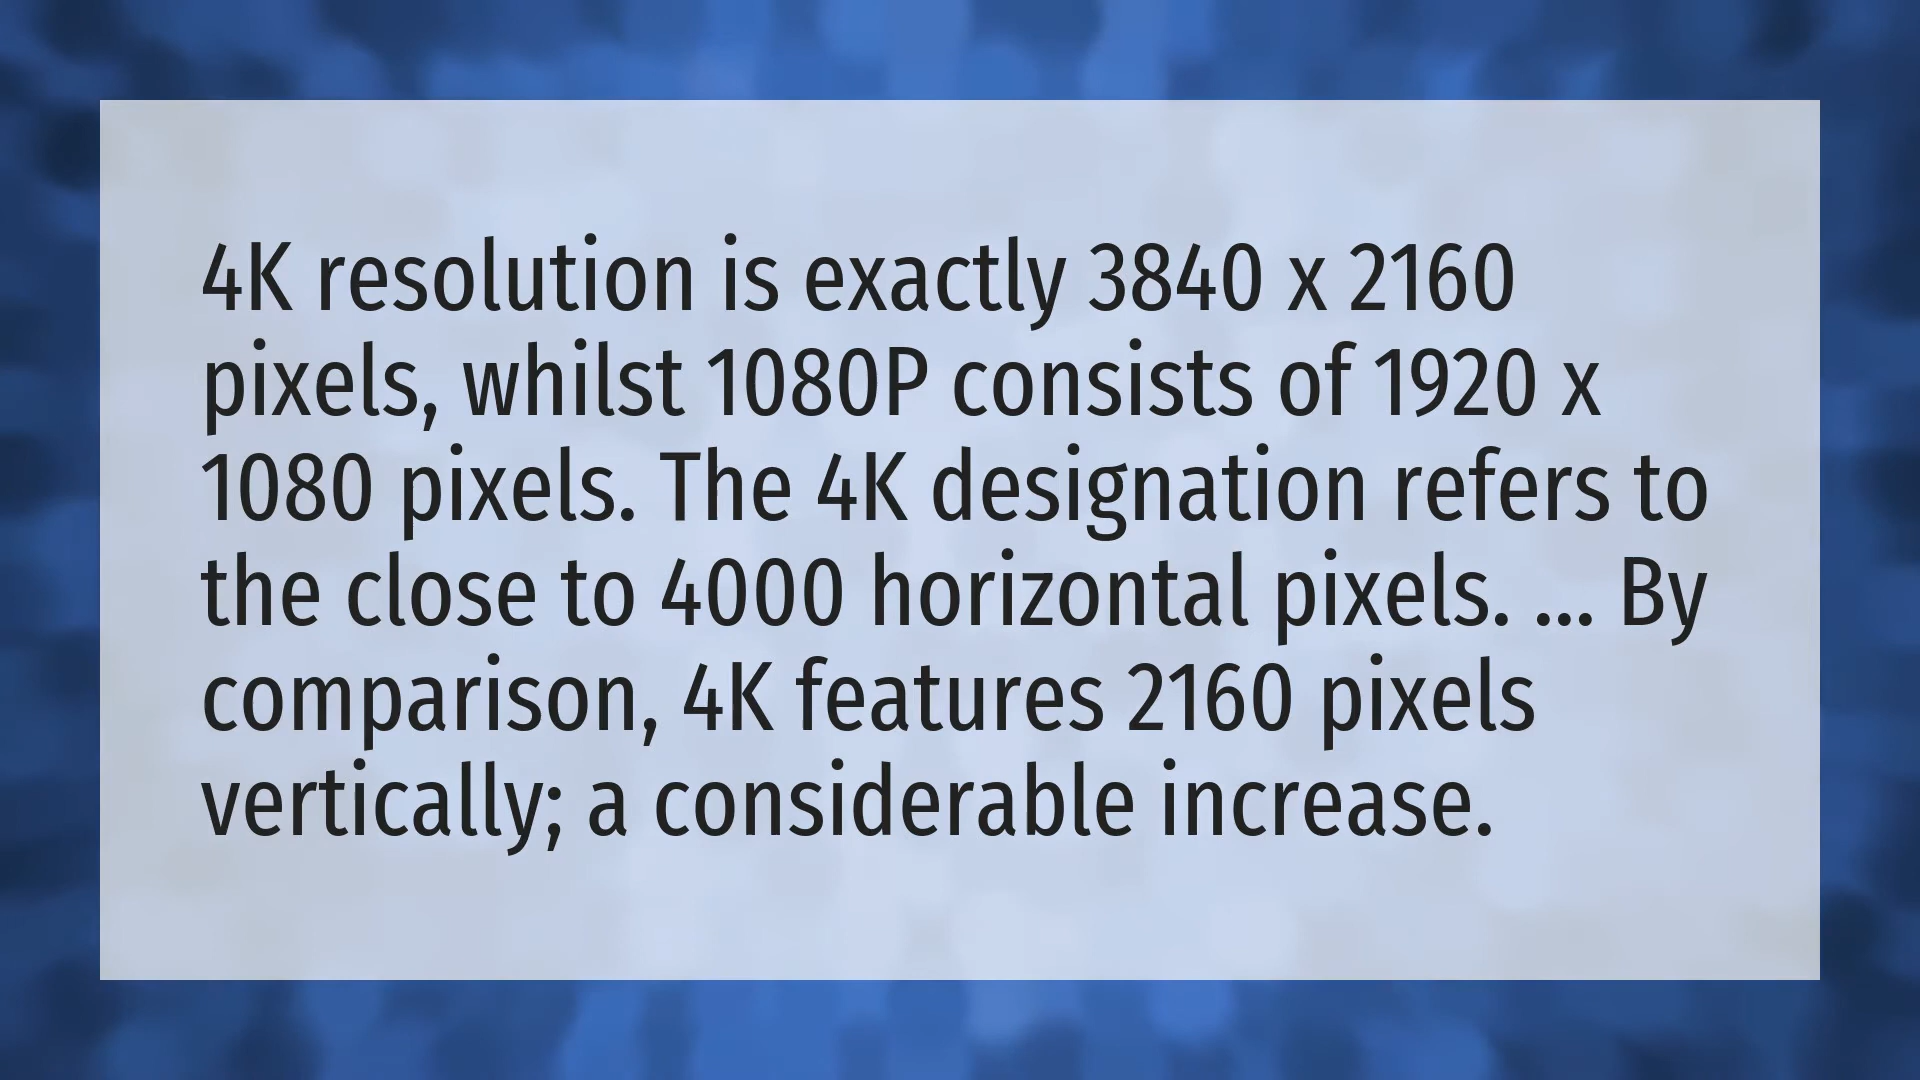 4K resolution is exactly 3840 x 2160
pixels, whilst 1080P consists of 1920 x
1080 pixels. The 4K designation refers to
the close to 4000 horizontal pixels. ... By
comparison, 4K features 2160 pixels
vertically; a considerable increase.